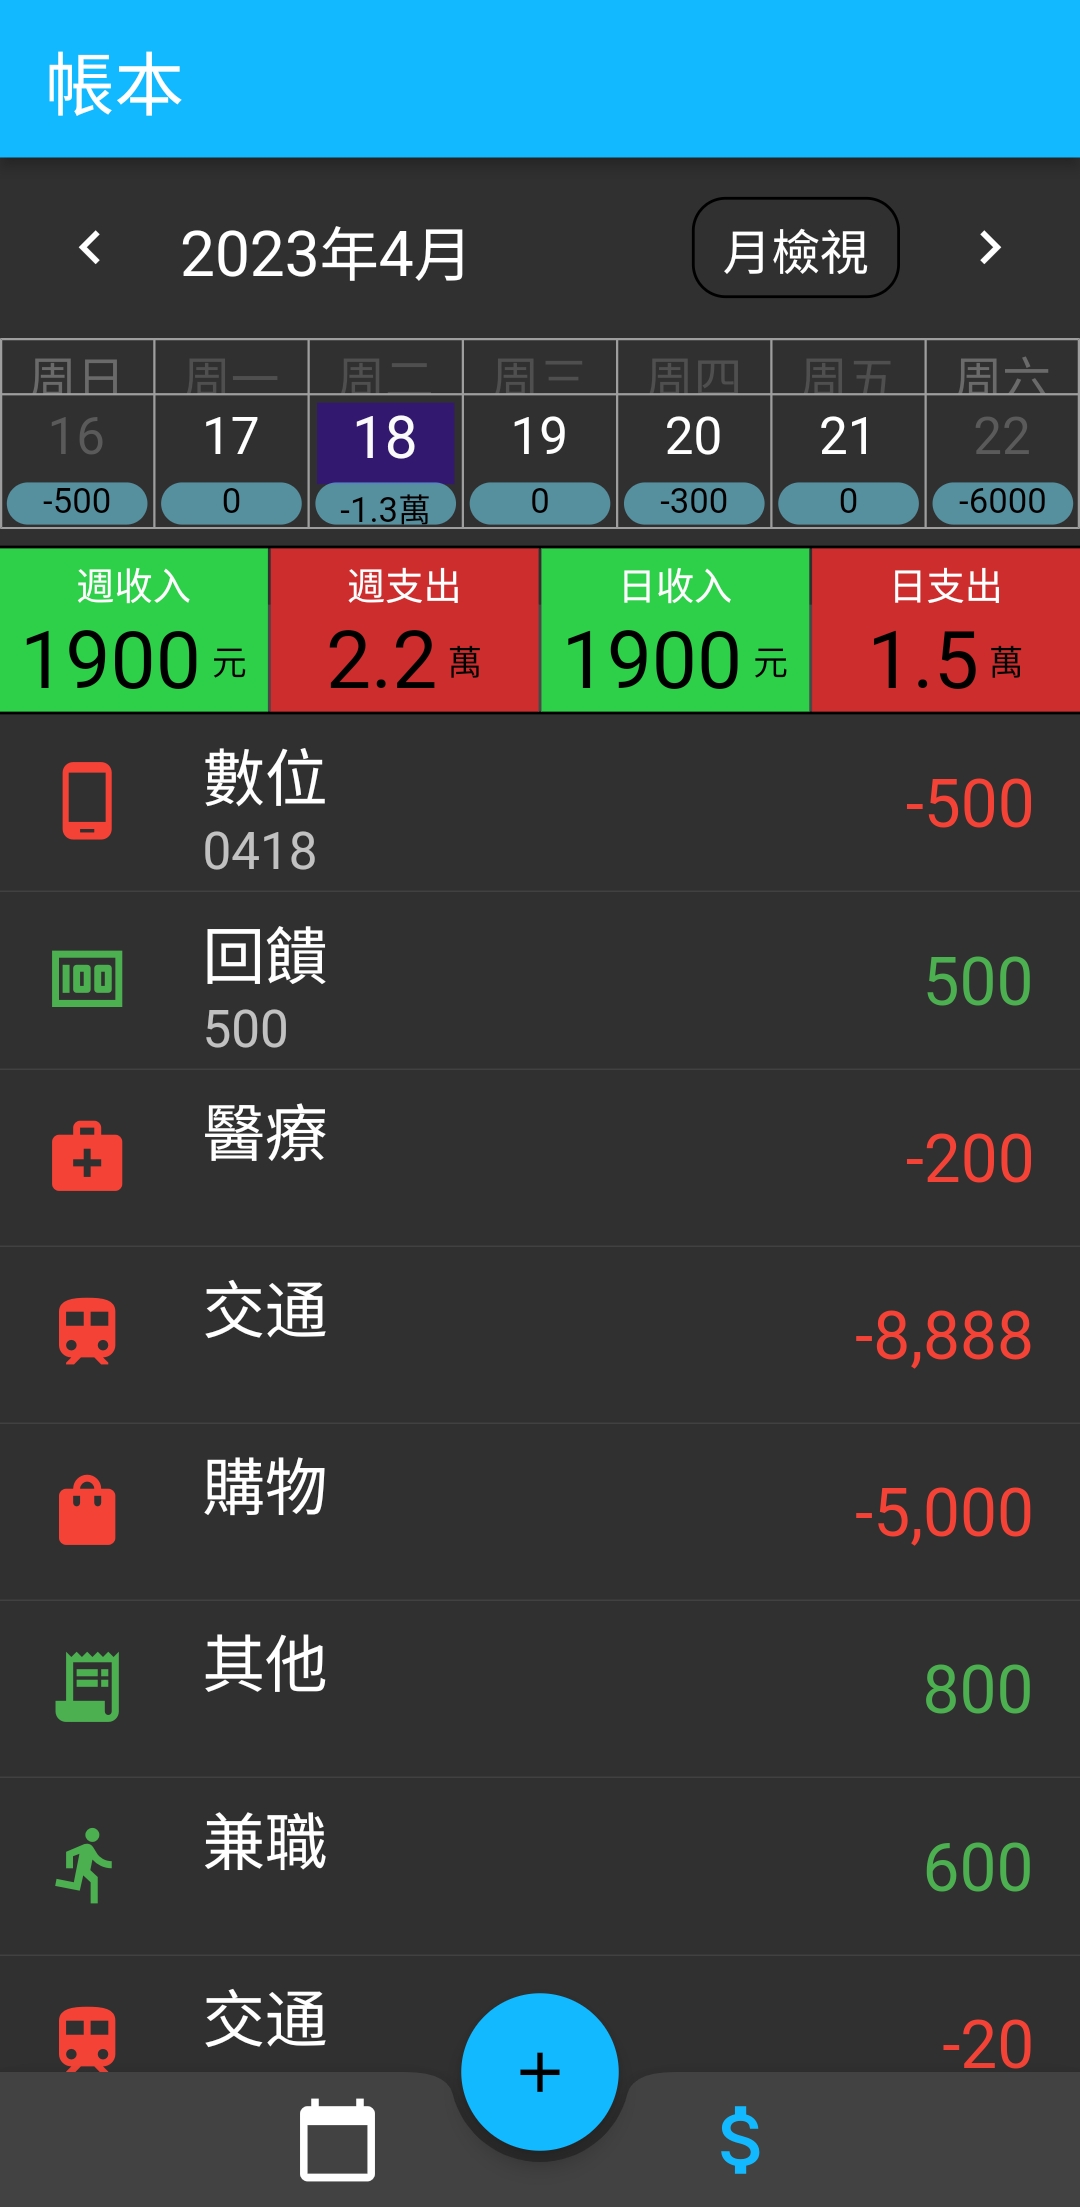 帳本
2023年4月 月檢視
周日 周一 周二 周三 周四 周五 周六
16 17 18 19 20 21 22
-500 0 -1.3萬 0 -300 0 -6000
週收入 週支出 日收入 日支出
1900 元 2.2 萬 1900 元 1.5 萬
數位 -500
0418
回饋 500
500
醫療 -200
交通 -8,888
購物 -5,000
其他 800
兼職 600
交通 -20